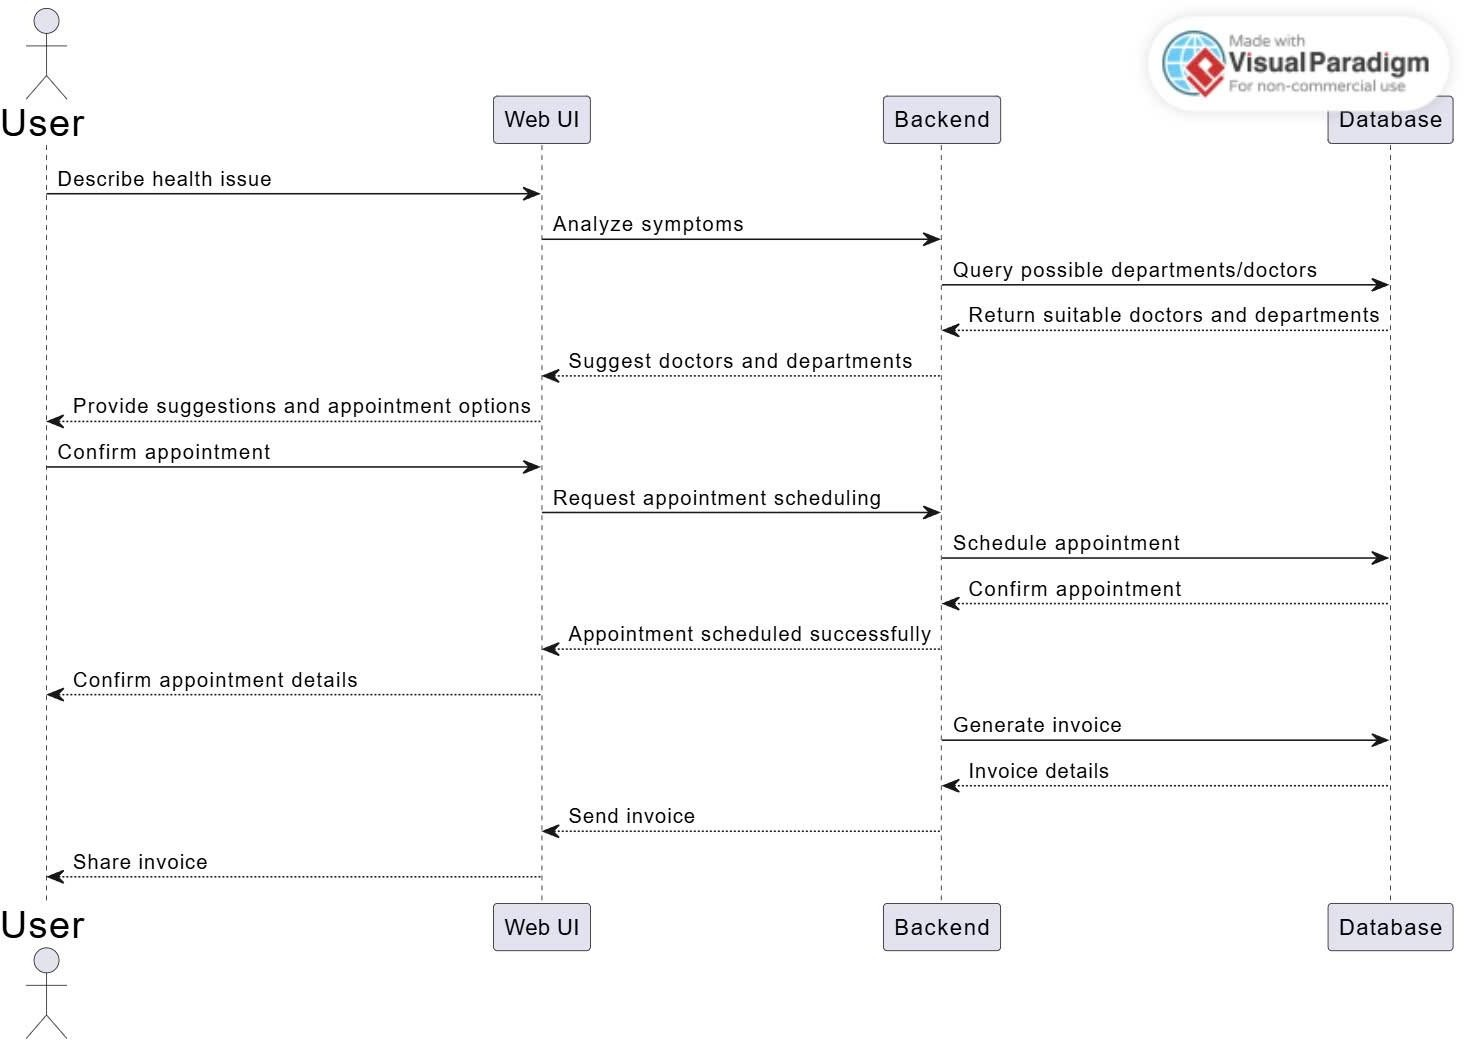 Made with
Visual Paradigm
For non-commercial use
User
Web UI
Backend
Database
Describe health issue
Analyze symptoms
Query possible departments/doctors
Return suitable doctors and departments
Suggest doctors and departments
Provide suggestions and appointment options
Confirm appointment
Request appointment scheduling
Schedule appointment
Confirm appointment
Appointment scheduled successfully
Confirm appointment details
Generate invoice
Invoice details
Send invoice
Share invoice
User
Web UI
Backend
Database